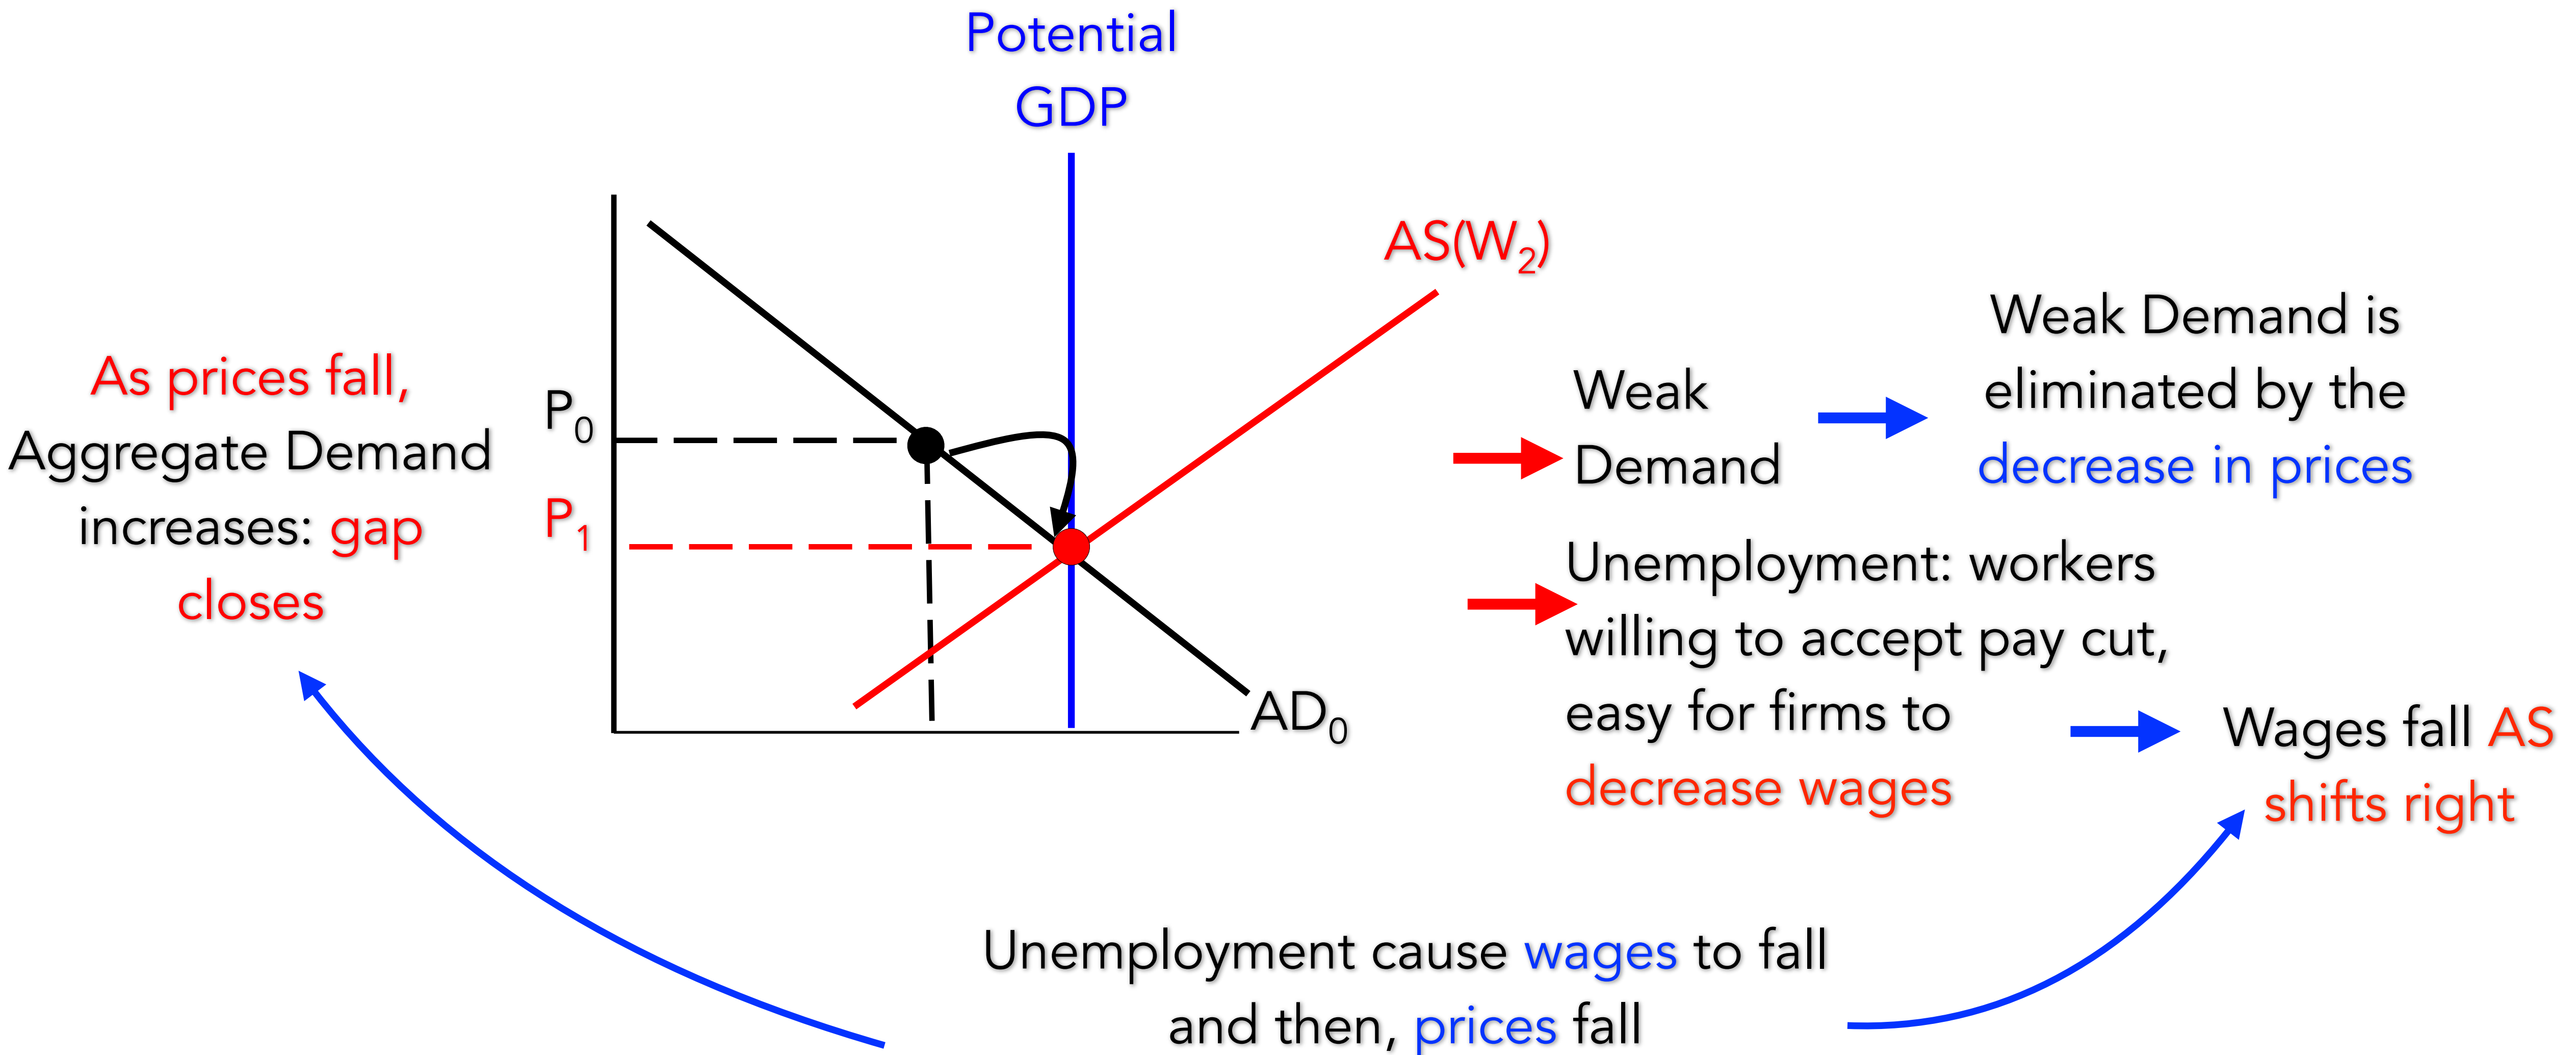 Potential
GDP
AS(W₂)
As prices fall,
Aggregate Demand
increases: gap
closes
P₀
P₁
AD₀
Weak
Demand
Weak Demand is
eliminated by the
decrease in prices
Unemployment: workers
willing to accept pay cut,
easy for firms to
decrease wages
Wages fall AS
shifts right
Unemployment cause wages to fall
and then, prices fall